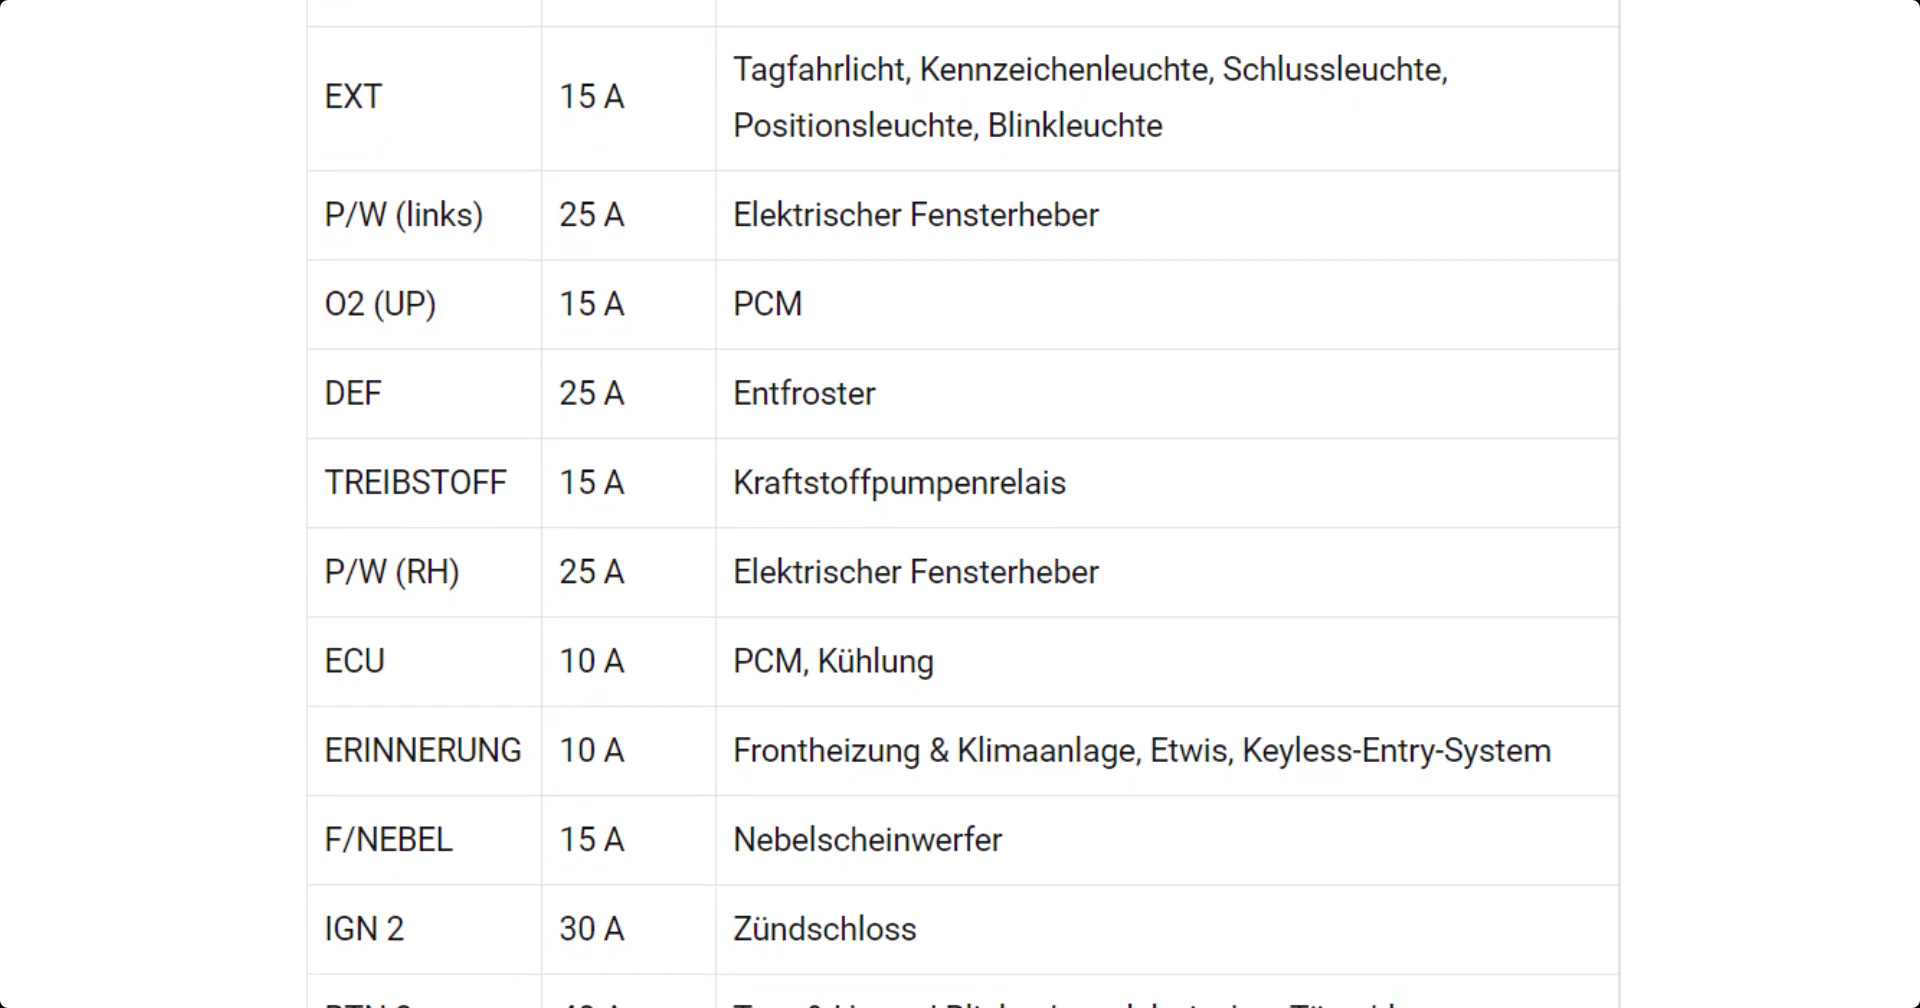 EXT 15 A Tagfahrlicht, Kennzeichenleuchte, Schlussleuchte,
Positionsleuchte, Blinkleuchte
P/W (links) 25 A Elektrischer Fensterheber
O2 (UP) 15 A PCM
DEF 25 A Entfroster
TREIBSTOFF 15 A Kraftstoffpumpenrelais
P/W (RH) 25 A Elektrischer Fensterheber
ECU 10 A PCM, Kühlung
ERINNERUNG 10 A Frontheizung & Klimaanlage, Etwis, Keyless-Entry-System
F/NEBEL 15 A Nebelscheinwerfer
IGN 2 30 A Zündschloss